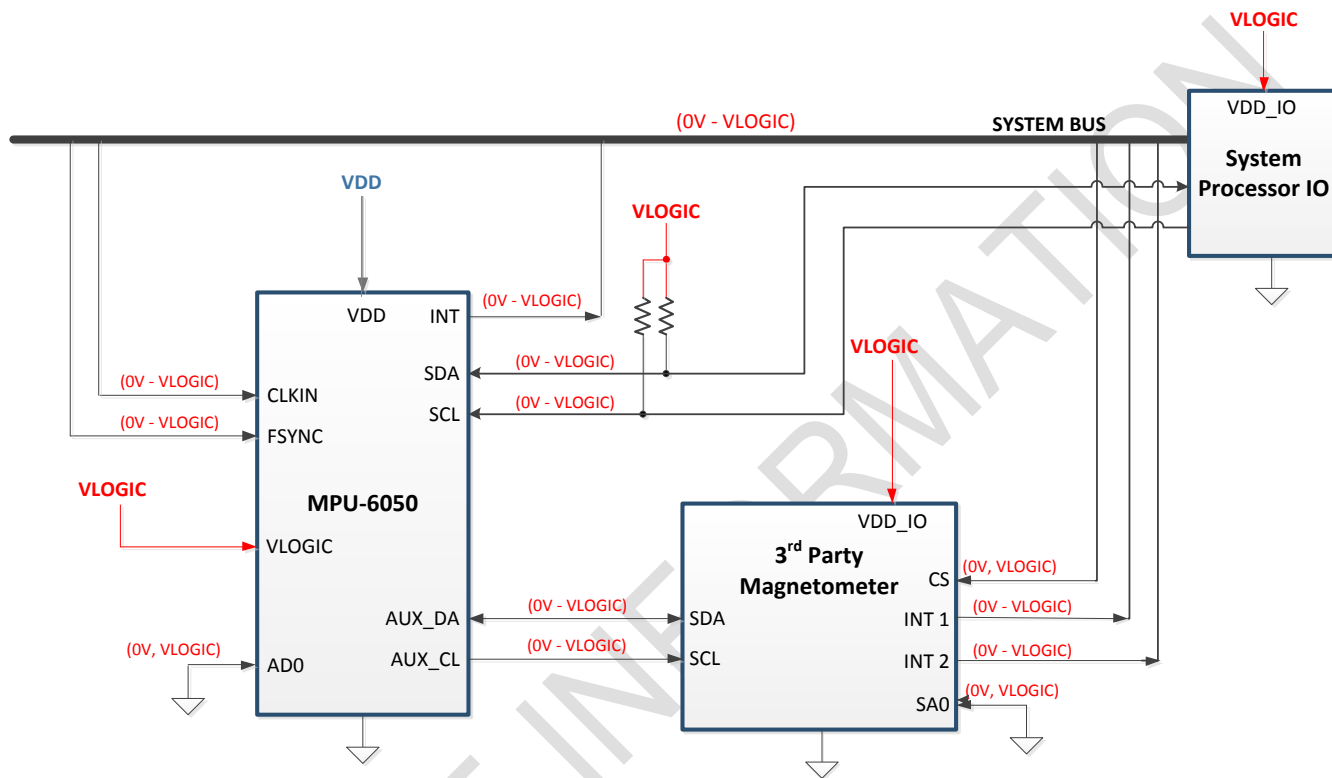 VLOGIC
VDD_IO
System
Processor IO
(0V - VLOGIC)
SYSTEM BUS
VDD
VLOGIC
VDD
INT
(0V - VLOGIC)
SDA
(0V - VLOGIC)
SCL
(0V - VLOGIC)
(0V - VLOGIC)
CLKIN
(0V - VLOGIC)
FSYNC
MPU-6050
VLOGIC
VLOGIC
AUX_DA
(0V - VLOGIC)
AUX_CL
(0V - VLOGIC)
(0V, VLOGIC)
AD0
VLOGIC
VDD_IO
3rd Party
Magnetometer
CS
(0V, VLOGIC)
SDA
INT 1
(0V - VLOGIC)
SCL
INT 2
(0V - VLOGIC)
SA0
(0V, VLOGIC)
INFORMATION